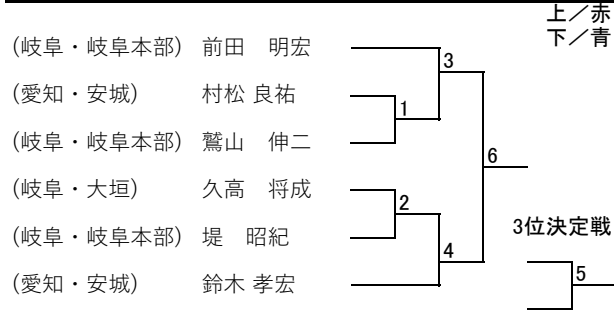 上／赤
下／青
(岐阜・岐阜本部) 前田　明宏
3
(愛知・安城) 村松 良祐
1
(岐阜・岐阜本部) 鷲山　伸二
6
(岐阜・大垣) 久高　将成
2
3位決定戦
(岐阜・岐阜本部) 堤　昭紀
4
5
(愛知・安城) 鈴木 孝宏